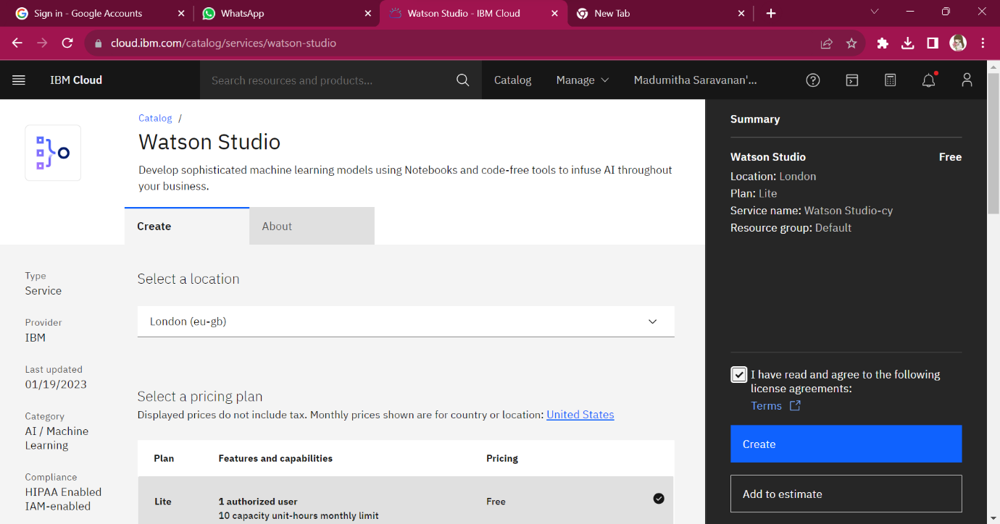 Sign in - Google Accounts
WhatsApp
Watson Studio - IBM Cloud
New Tab
cloud.ibm.com/catalog/services/watson-studio
IBM Cloud
Search resources and products...
Catalog
Manage
Madumitha Saravanan'...
Catalog /
Watson Studio
Develop sophisticated machine learning models using Notebooks and code-free tools to infuse AI throughout
your business.
Create
About
Type
Service
Provider
IBM
Last updated
01/19/2023
Category
AI / Machine
Learning
Compliance
HIPAA Enabled
IAM-enabled
Select a location
London (eu-gb)
Select a pricing plan
Displayed prices do not include tax. Monthly prices shown are for country or location: United States
Plan Features and capabilities Pricing
Lite 1 authorized user Free
10 capacity unit-hours monthly limit
Summary
Watson Studio Free
Location: London
Plan: Lite
Service name: Watson Studio-cy
Resource group: Default
I have read and agree to the following
license agreements:
Terms
Create
Add to estimate